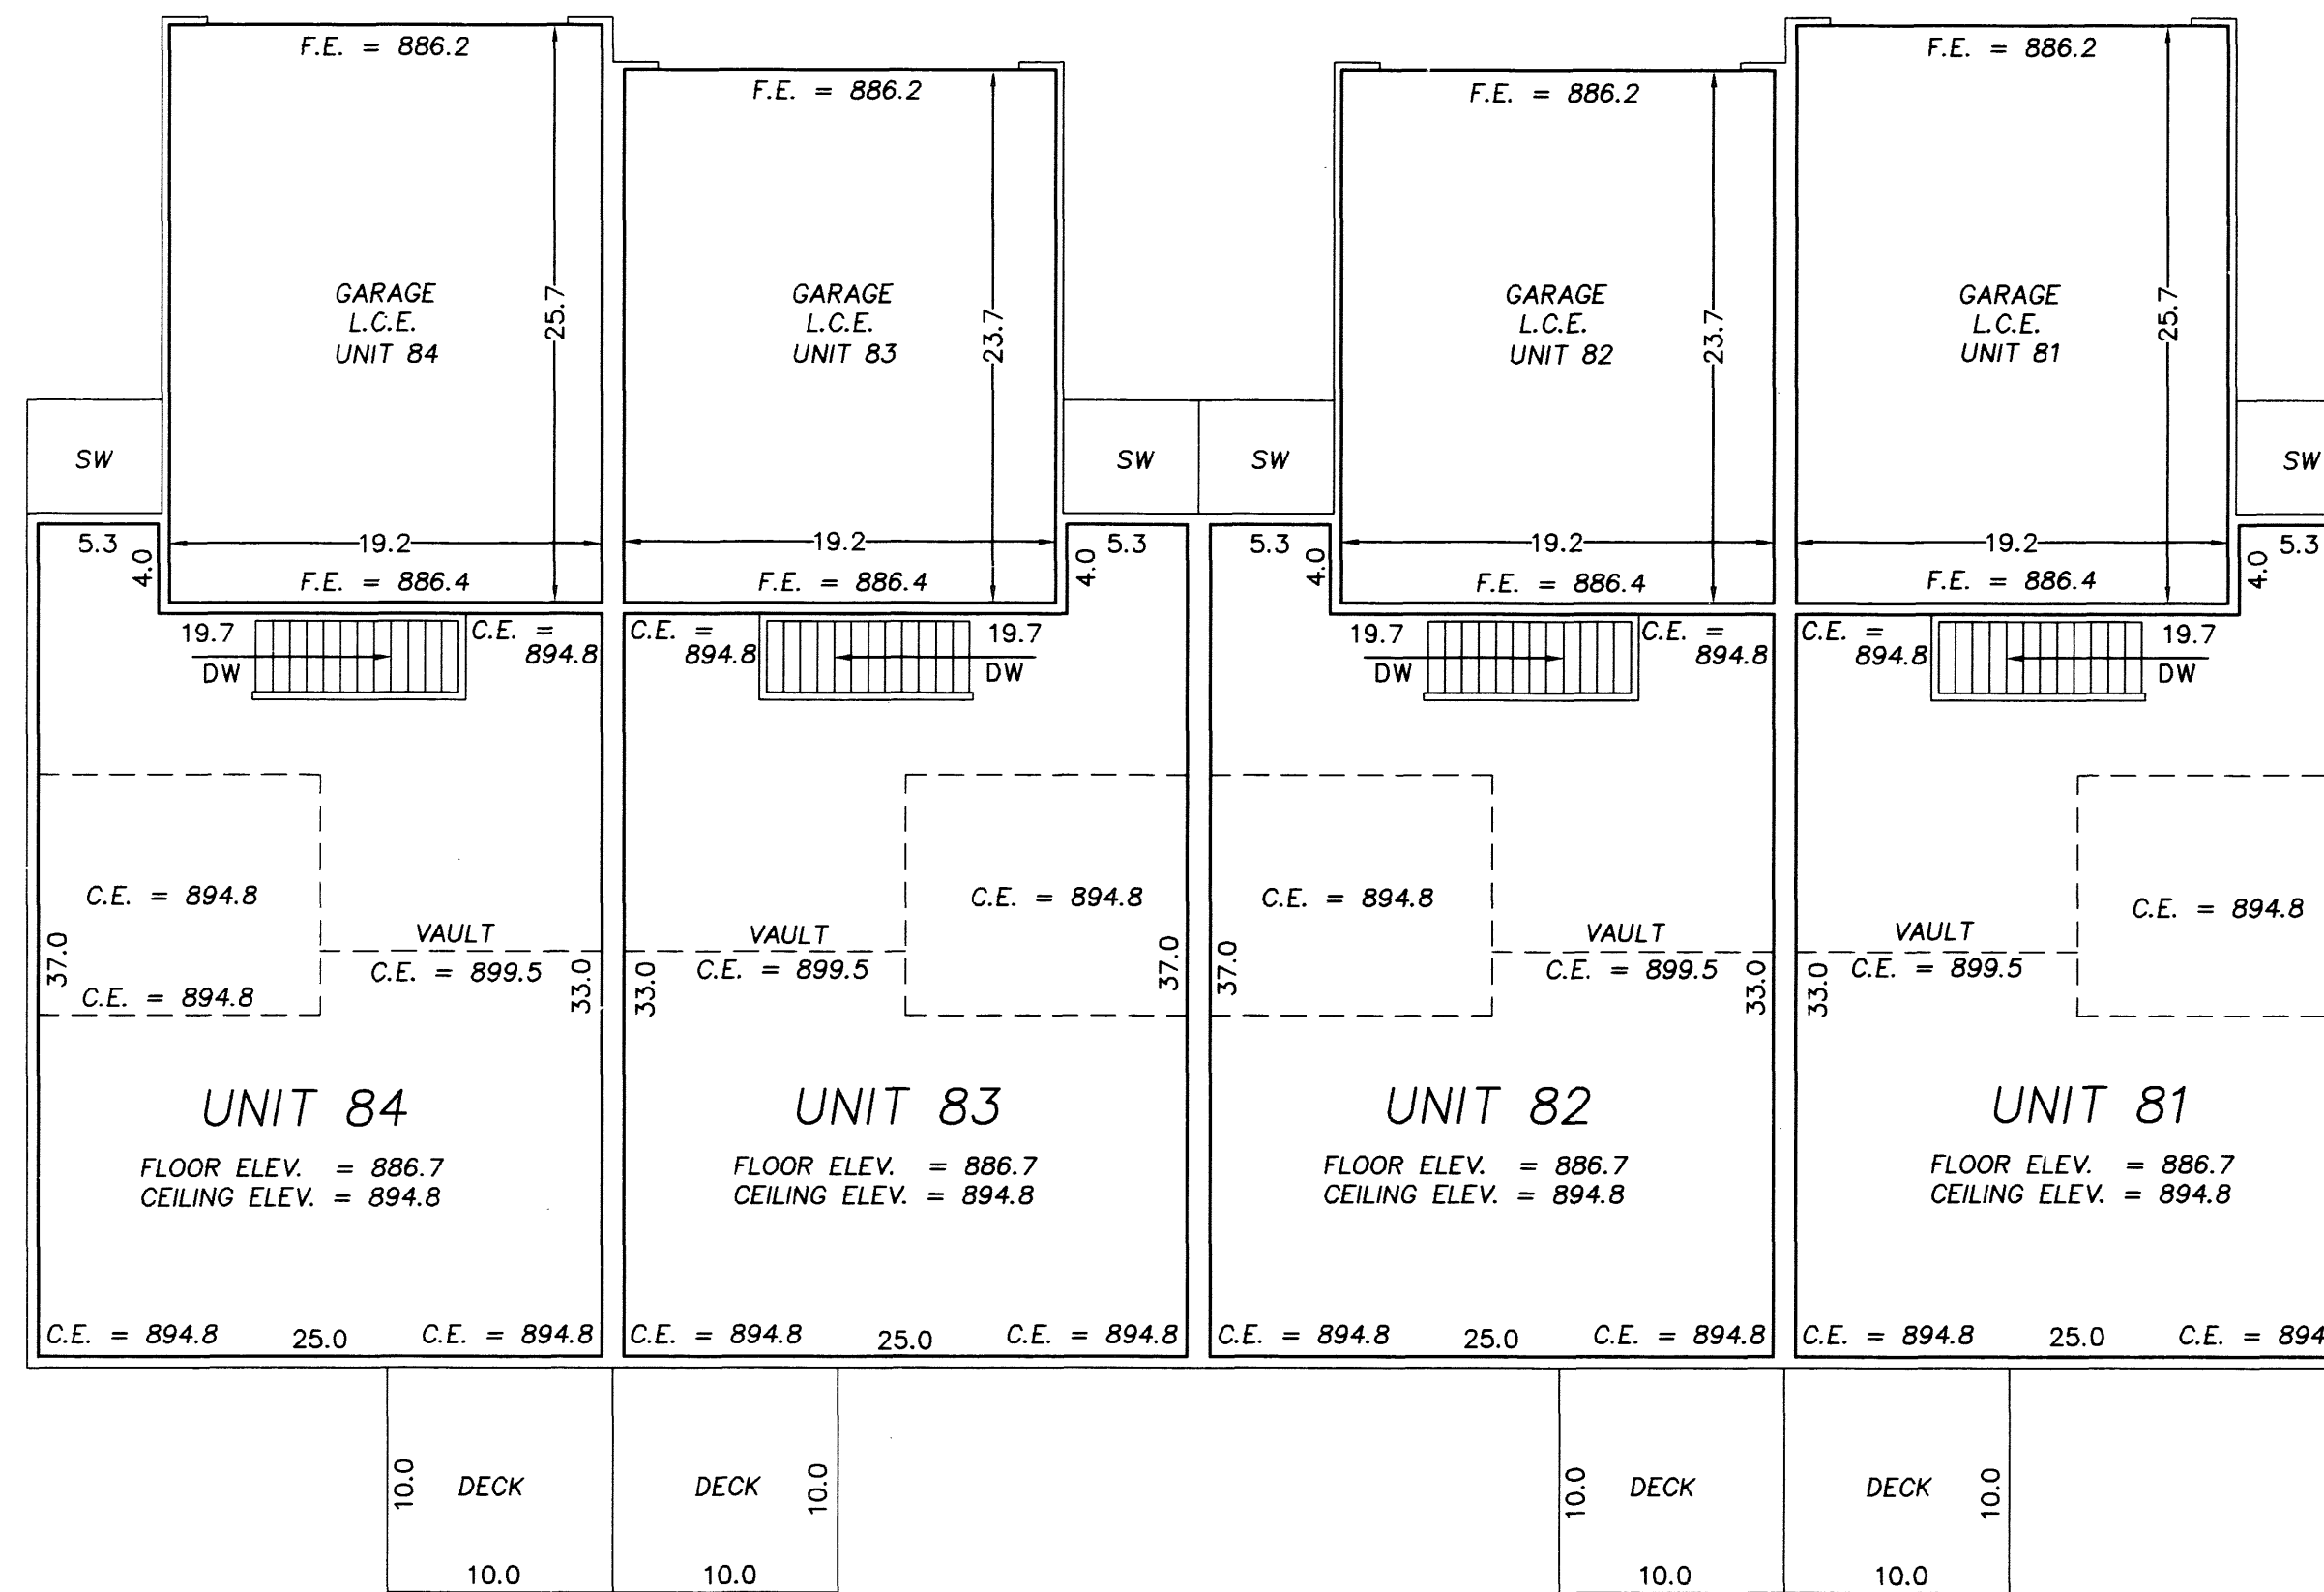 F.E. = 886.2
F.E. = 886.2
F.E. = 886.2
F.E. = 886.2
GARAGE
L.C.E.
UNIT 84
25.7
GARAGE
L.C.E.
UNIT 83
23.7
GARAGE
L.C.E.
UNIT 82
23.7
GARAGE
L.C.E.
UNIT 81
25.7
SW
SW
SW
SW
5.3
4.0
19.2
F.E. = 886.4
19.2
F.E. = 886.4
4.0
5.3
5.3
4.0
19.2
F.E. = 886.4
19.2
F.E. = 886.4
4.0
5.3
19.7
DW
C.E. =
894.8
C.E. =
894.8
19.7
DW
19.7
DW
C.E. =
894.8
C.E. =
894.8
19.7
DW
C.E. = 894.8
37.0
C.E. = 894.8
VAULT
C.E. = 899.5
33.0
33.0
VAULT
C.E. = 899.5
C.E. = 894.8
37.0
37.0
C.E. = 894.8
VAULT
C.E. = 899.5
33.0
33.0
VAULT
C.E. = 899.5
C.E. = 894.8
UNIT 84
FLOOR ELEV. = 886.7
CEILING ELEV. = 894.8
UNIT 83
FLOOR ELEV. = 886.7
CEILING ELEV. = 894.8
UNIT 82
FLOOR ELEV. = 886.7
CEILING ELEV. = 894.8
UNIT 81
FLOOR ELEV. = 886.7
CEILING ELEV. = 894.8
C.E. = 894.8
25.0
C.E. = 894.8
C.E. = 894.8
25.0
C.E. = 894.8
C.E. = 894.8
25.0
C.E. = 894.8
C.E. = 894.8
25.0
C.E. = 894
10.0
DECK
10.0
DECK
10.0
10.0
10.0
DECK
10.0
DECK
10.0
10.0